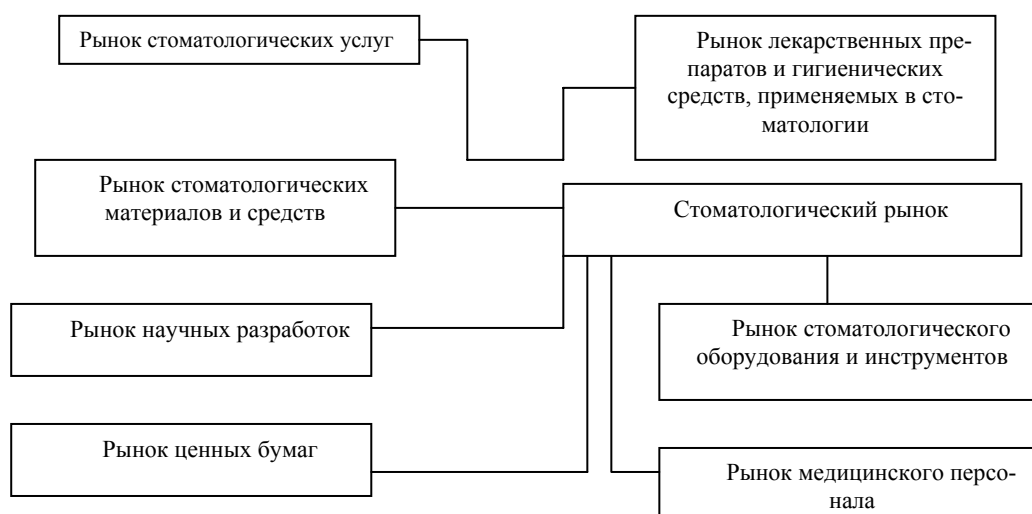 Рынок стоматологических услуг
Рынок лекарственных пре-
паратов и гигиенических
средств, применяемых в сто-
матологии
Рынок стоматологических
материалов и средств
Стоматологический рынок
Рынок научных разработок
Рынок стоматологического
оборудования и инструментов
Рынок ценных бумаг
Рынок медицинского персо-
нала